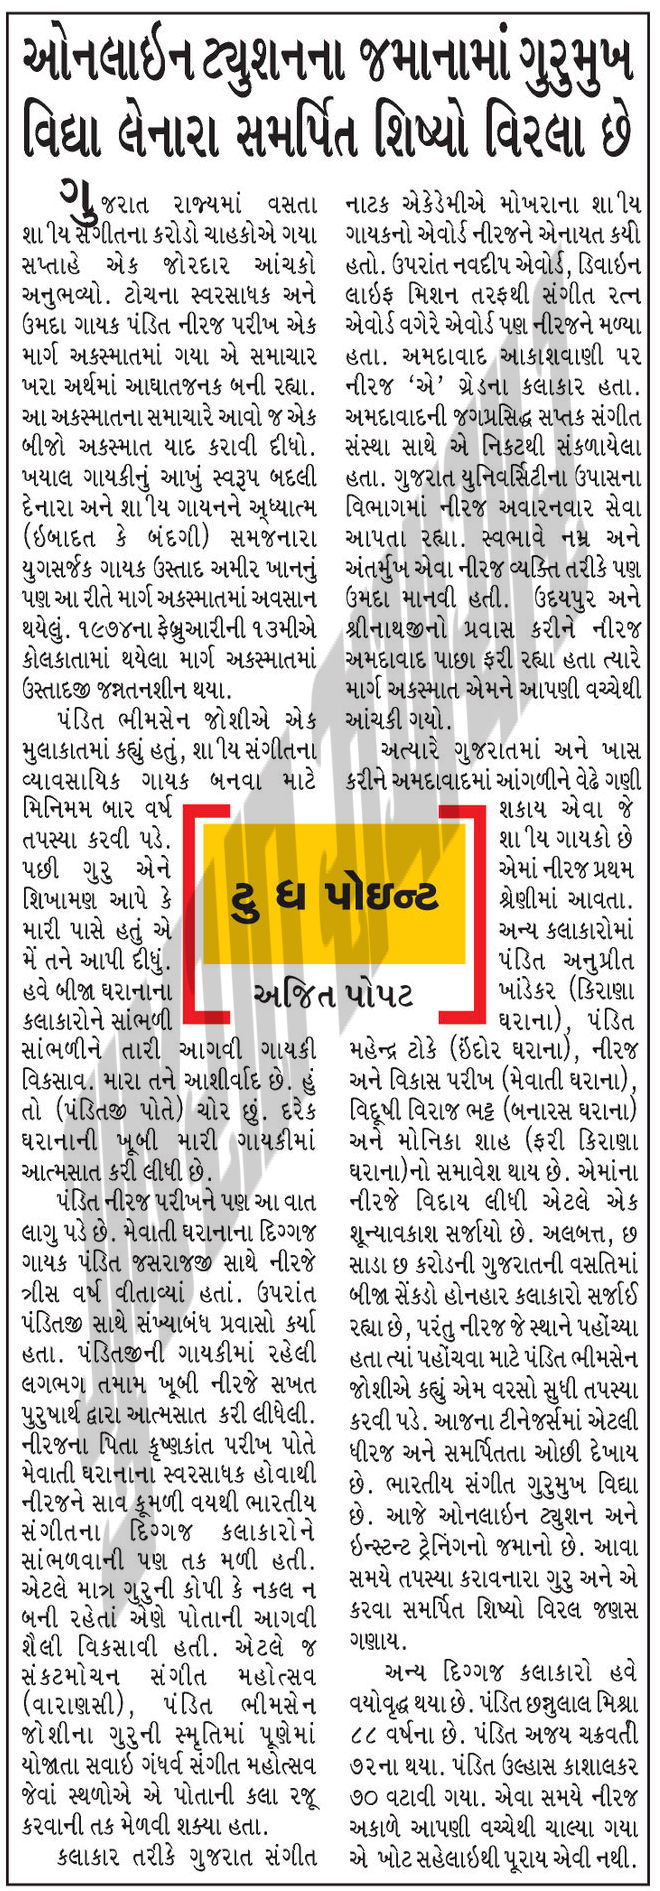 ઓનલાઇન ટ્યુશનના જમાનામાં ગુરુમુખ
વિદ્યા લેનારા સમર્પિત શિષ્યો વિરલા છે
ગુજરાત રાજ્યમાં વસતા
શાીય સંગીતના કરોડો ચાહકોએ ગયા
સપ્તાહે એક જોરદાર આંચકો
અનુભવ્યો. ટોચના સ્વરસાધક અને
ઉમદા ગાયક પંડિત નીરજ પરીખ એક
માર્ગ અકસ્માતમાં ગયા એ સમાચાર
ખરા અર્થમાં આઘાતજનક બની રહ્યા.
આ અકસ્માતના સમાચારે આવો જ એક
બીજો અકસ્માત યાદ કરાવી દીધો.
ખયાલ ગાયકીનું આખું સ્વરૂપ બદલી
દેનારા અને શાીય ગાયનને અધ્યાત્મ
(ઇબાદત કે બંદગી) સમજનારા
યુગસર્જક ગાયક ઉસ્તાદ અમીર ખાનનું
પણ આ રીતે માર્ગ અકસ્માતમાં અવસાન
થયેલું. ૧૯૭૪ના ફેબ્રુઆરીની ૧૩મીએ
કોલકાતામાં થયેલા માર્ગ અકસ્માતમાં
ઉસ્તાદજી જન્નતનશીન થયા.
પંડિત ભીમસેન જોશીએ એક
મુલાકાતમાં કહ્યું હતું, શાીય સંગીતના
વ્યાવસાયિક ગાયક બનવા માટે
મિનિમમ બાર વર્ષ
તપસ્યા કરવી પડે.
પછી ગુરુ એને
શિખામણ આપે કે
મારી પાસે હતું એ
મેં તને આપી દીધું.
હવે બીજા ઘરાનાના
કલાકારોને સાંભળી
સાંભળીને તારી આગવી ગાયકી
વિકસાવ. મારા તને આશીર્વાદ છે. હું
તો (પંડિતજી પોતે) ચોર છું. દરેક
ઘરાનાની ખૂબી મારી ગાયકીમાં
આત્મસાત કરી લીધી છે.
પંડિત નીરજ પરીખને પણ આ વાત
લાગુ પડે છે. મેવાતી ઘરાનાના દિગ્ગજ
ગાયક પંડિત જસરાજજી સાથે નીરજે
ત્રીસ વર્ષ વીતાવ્યાં હતાં. ઉપરાંત
પંડિતજી સાથે સંખ્યાબંધ પ્રવાસો કર્યા
હતા. પંડિતજીની ગાયકીમાં રહેલી
લગભગ તમામ ખૂબી નીરજે સખત
પુરુષાર્થ દ્વારા આત્મસાત કરી લીધેલી.
નીરજના પિતા કૃષ્ણકાંત પરીખ પોતે
મેવાતી ઘરાનાના સ્વરસાધક હોવાથી
નીરજને સાવ કૂમળી વયથી ભારતીય
સંગીતના દિગ્ગજ કલાકારોને
સાંભળવાની પણ તક મળી હતી.
એટલે માત્ર ગુરુની કોપી કે નકલ ન
બની રહેતાં એણે પોતાની આગવી
શૈલી વિકસાવી હતી. એટલે જ
સંકટમોચન સંગીત મહોત્સવ
(વારાણસી), પંડિત ભીમસેન
જોશીના ગુરુની સ્મૃતિમાં પૂણેમાં
યોજાતા સવાઇ ગંધર્વ સંગીત મહોત્સવ
જેવાં સ્થળોએ એ પોતાની કલા રજૂ
કરવાની તક મેળવી શક્યા હતા.
કલાકાર તરીકે ગુજરાત સંગીત
નાટક એકેડેમીએ મોખરાના શાીય
ગાયકનો એવોર્ડ નીરજને એનાયત કર્યો
હતો. ઉપરાંત નવદીપ એવોર્ડ, ડિવાઇન
લાઇફ મિશન તરફથી સંગીત રત્ન
એવોર્ડ વગેરે એવોર્ડ પણ નીરજને મળ્યા
હતા. અમદાવાદ આકાશવાણી પર
નીરજ ‘એ’ ગ્રેડના કલાકાર હતા.
અમદાવાદની જગપ્રસિદ્ધ સપ્તક સંગીત
સંસ્થા સાથે એ નિકટથી સંકળાયેલા
હતા. ગુજરાત યુનિવર્સિટીના ઉપાસના
વિભાગમાં નીરજ અવારનવાર સેવા
આપતા રહ્યા. સ્વભાવે નમ્ર અને
અંતર્મુખ એવા નીરજ વ્યક્તિ તરીકે પણ
ઉમદા માનવી હતી. ઉદયપુર અને
શ્રીનાથજીનો પ્રવાસ કરીને નીરજ
અમદાવાદ પાછા ફરી રહ્યા હતા ત્યારે
માર્ગ અકસ્માત એમને આપણી વચ્ચેથી
આંચકી ગયો.
અત્યારે ગુજરાતમાં અને ખાસ
કરીને અમદાવાદમાં આંગળીને વેઢે ગણી
શકાય એવા જે
શાીય ગાયકો છે
એમાં નીરજ પ્રથમ
શ્રેણીમાં આવતા.
અન્ય કલાકારોમાં
પંડિત અનુપ્રીત
ખાંડેકર (કિરાણા
ઘરાના), પંડિત
મહેન્દ્ર ટોકે (ઇંદોર ઘરાના), નીરજ
અને વિકાસ પરીખ (મેવાતી ઘરાના),
વિદૂષી વિરાજ ભટ્ટ (બનારસ ઘરાના)
અને મોનિકા શાહ (ફરી કિરાણા
ઘરાના)નો સમાવેશ થાય છે. એમાંના
નીરજે વિદાય લીધી એટલે એક
શૂન્યાવકાશ સર્જાયો છે. અલબત્ત, છ
સાડા છ કરોડની ગુજરાતની વસતિમાં
બીજા સેંકડો હોનહાર કલાકારો સર્જાઈ
રહ્યા છે, પરંતુ નીરજ જે સ્થાને પહોંચ્યા
હતા ત્યાં પહોંચવા માટે પંડિત ભીમસેન
જોશીએ કહ્યું એમ વરસો સુધી તપસ્યા
કરવી પડે. આજના ટીનેજર્સમાં એટલી
ધીરજ અને સમર્પિતતા ઓછી દેખાય
છે. ભારતીય સંગીત ગુરુમુખ વિદ્યા
છે. આજે ઓનલાઇન ટ્યુશન અને
ઇન્સ્ટન્ટ ટ્રેનિંગનો જમાનો છે. આવા
સમયે તપસ્યા કરાવનારા ગુરુ અને એ
કરવા સમર્પિત શિષ્યો વિરલ જણસ
ગણાય.
અન્ય દિગ્ગજ કલાકારો હવે
વયોવૃદ્ધ થયા છે. પંડિત છન્નુલાલ મિશ્રા
૮૮ વર્ષના છે. પંડિત અજય ચક્રવર્તી
૭૨ના થયા. પંડિત ઉલ્હાસ કાશાલકર
૭૦ વટાવી ગયા. એવા સમયે નીરજ
અકાળે આપણી વચ્ચેથી ચાલ્યા ગયા
એ ખોટ સહેલાઇથી પૂરાય એવી નથી.
ટુ ધ પોઇન્ટ
અજિત પોપટ